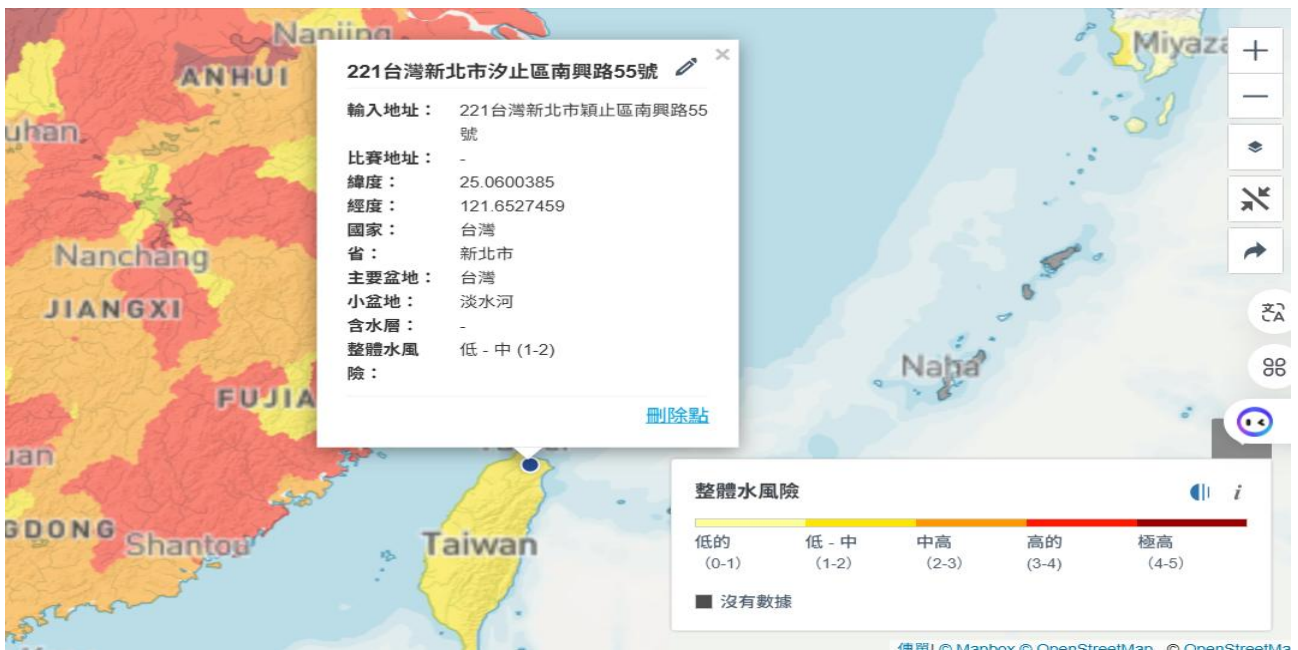 Nanjing
ANHUI
Miyaza
uhan
Nanchang
JIANGXI
FUJIA
uan
GDONG
Shantou
Taiwan
Naha
221台灣新北市汐止區南興路55號
×
輸入地址： 221台灣新北市穎止區南興路55
號
比賽地址： -
緯度： 25.0600385
經度： 121.6527459
國家： 台灣
省： 新北市
主要盆地： 台灣
小盆地： 淡水河
含水層： -
整體水風 低 - 中 (1-2)
險：
刪除點
整體水風險
i
低的 低 - 中 中高 高的 極高
(0-1) (1-2) (2-3) (3-4) (4-5)
沒有數據
傳單| © Mapbox © OpenStreetMap © OpenStreetMa